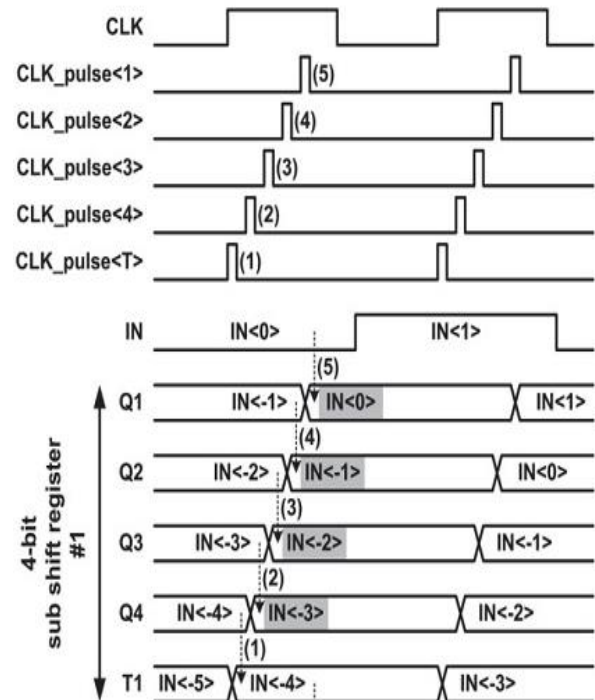 CLK
CLK_pulse<1> (5)
CLK_pulse<2> (4)
CLK_pulse<3> (3)
CLK_pulse<4> (2)
CLK_pulse<T> (1)
IN IN<0> IN<1>
(5)
Q1 IN<-1> IN<0> IN<1>
(4)
Q2 IN<-2> IN<-1> IN<0>
(3)
Q3 IN<-3> IN<-2> IN<-1>
(2)
Q4 IN<-4> IN<-3> IN<-2>
(1)
T1 IN<-5> IN<-4> IN<-3>
4-bit
sub shift register
#1